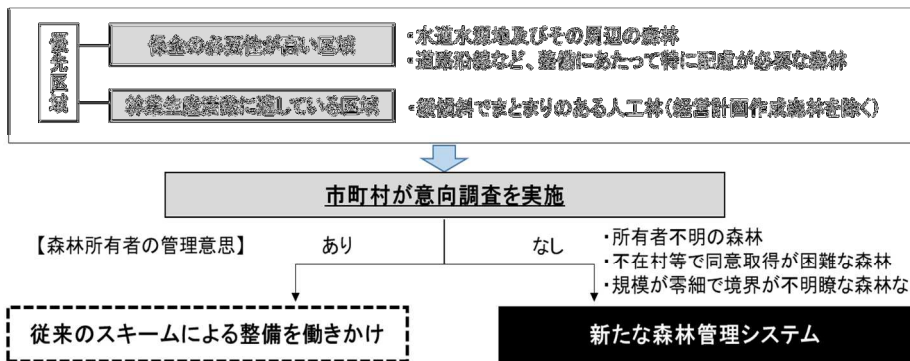 優先区域
保全の必要性が高い区域
・水道水源地及びその周辺の森林
・道路沿線など、整備にあたって特に配慮が必要な森林
林業生産活動に適している区域
・緩傾斜でまとまりのある人工林（経営計画作成森林を除く）
市町村が意向調査を実施
【森林所有者の管理意思】
あり
なし
・所有者不明の森林
・不在村等で同意取得が困難な森林
・規模が零細で境界が不明瞭な森林な
従来のスキームによる整備を働きかけ
新たな森林管理システム